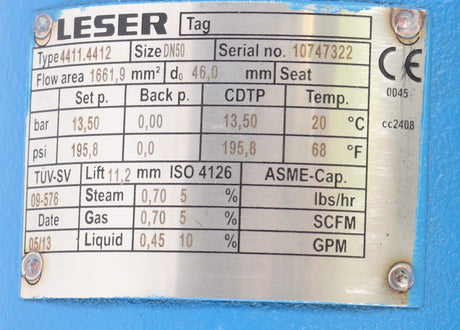 LESER Tag
Type 4411.4412 Size DN50 Serial no. 10747322
Flow area 1661,9 mm² d₀ 46,0 mm Seat
CE
0045
Set p. Back p. CDTP Temp.
bar 13,50 0,00 13,50 20 °C
cc2408
psi 195,8 0,0 195,8 68 °F
TUV-SV Lift 11,2 mm ISO 4126 ASME-Cap.
09-576 Steam 0,70 5 % lbs/hr
Date Gas 0,70 5 % SCFM
05/13 Liquid 0,45 10 % GPM